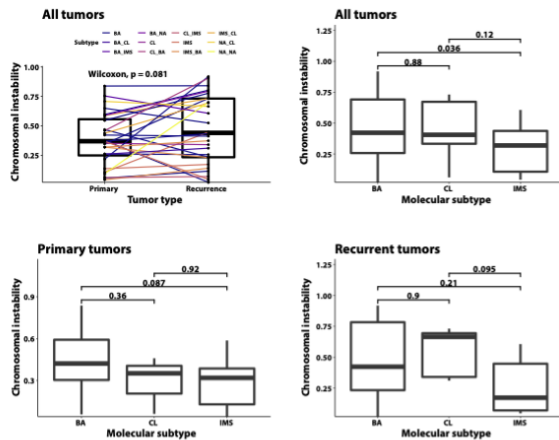 All tumors
Subtype
BA BA_NA CL_IMS IMS_CL
BA_CL CL IMS NA_CL
BA_IMS CL_BA IMS_BA NA_NA
Wilcoxon, p = 0.081
Chromosomal instability
1.00
0.75
0.50
0.25
Primary Recurrence
Tumor type
All tumors
Chromosomal instability
1.25
1.00
0.75
0.50
0.25
0.12
0.036
0.88
BA CL IMS
Molecular subtype
Primary tumors
Chromosomal instability
0.9
0.6
0.3
0.92
0.087
0.36
BA CL IMS
Molecular subtype
Recurrent tumors
Chromosomal instability
1.25
1.00
0.75
0.50
0.25
0.095
0.21
0.9
BA CL IMS
Molecular subtype